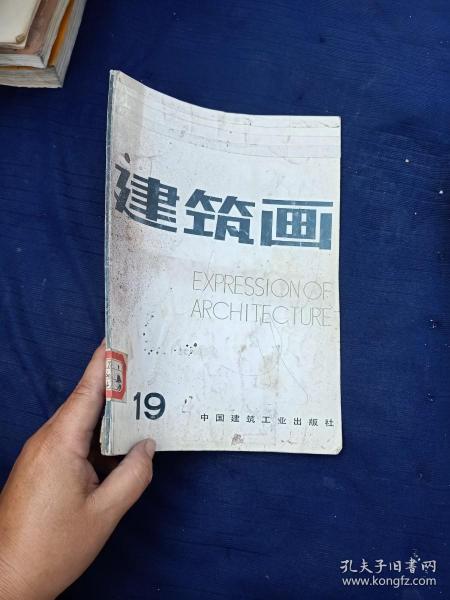 建筑画
EXPRESSION OF
ARCHITECTURE
19
中国建筑工业出版社
孔夫子旧书网
www.kongfz.com